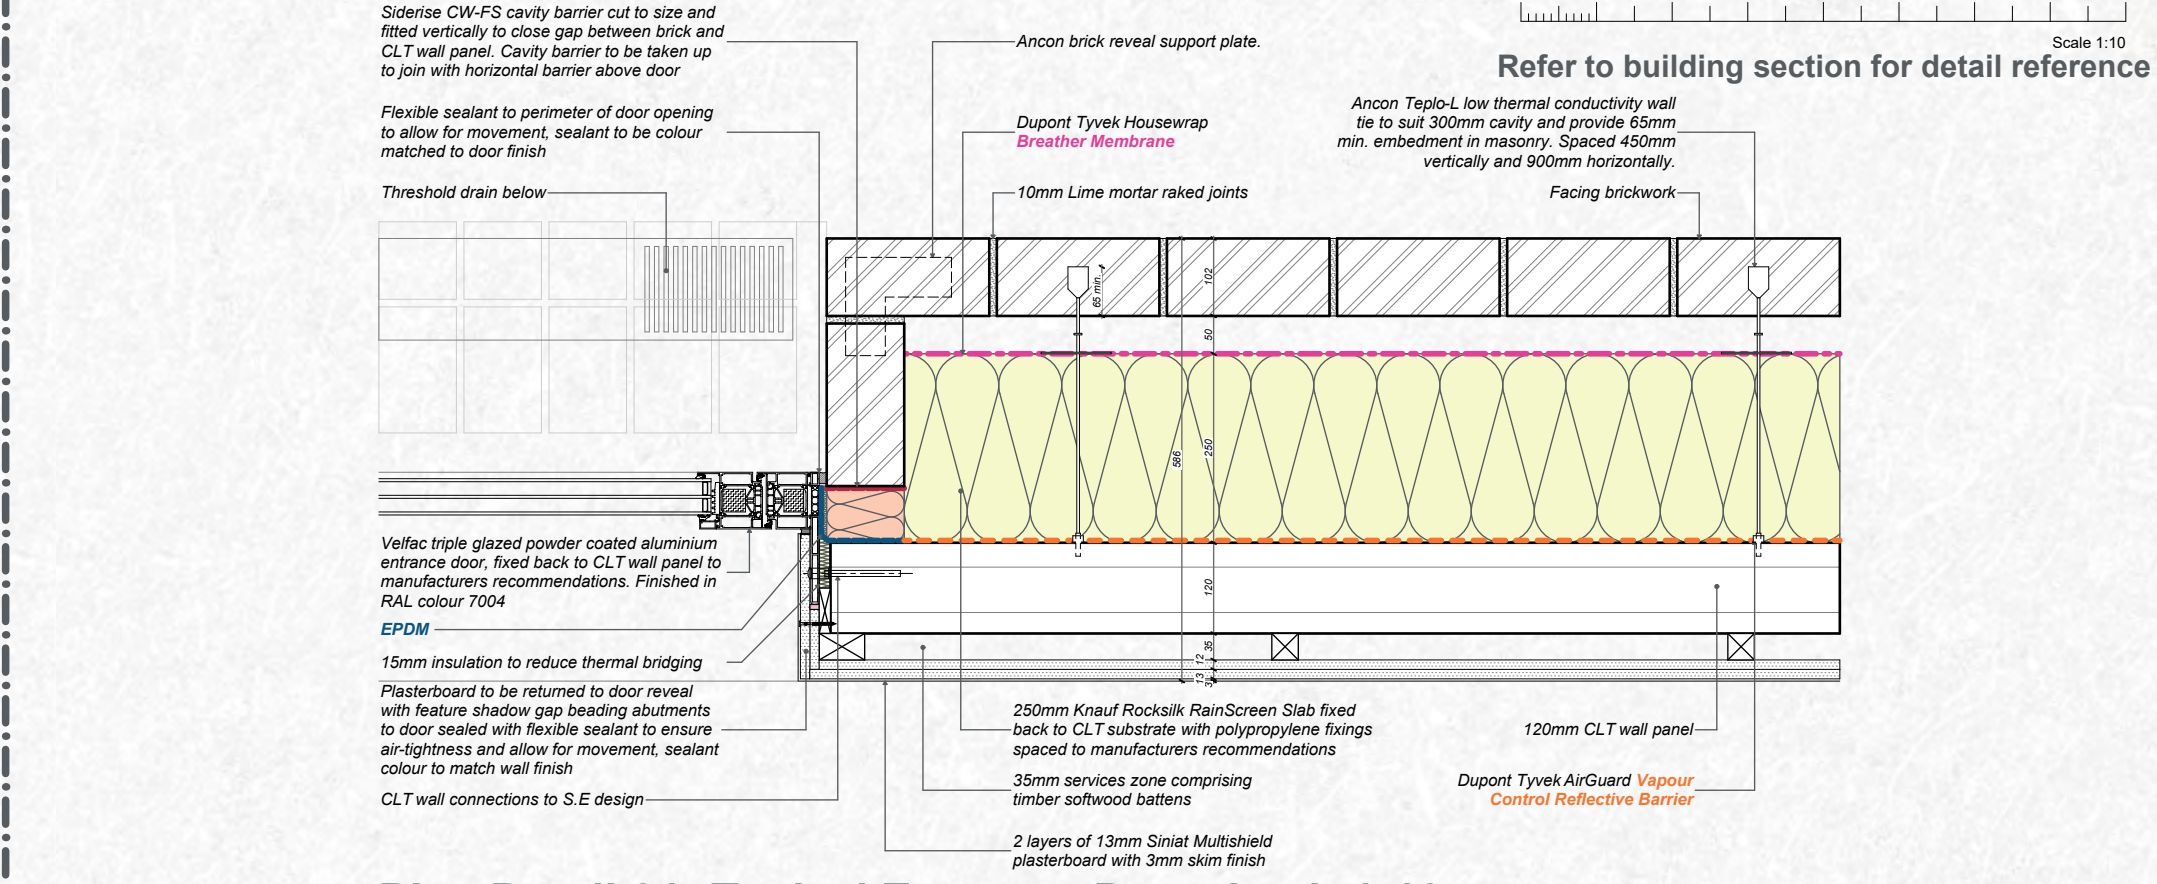 Siderise CW-FS cavity barrier cut to size and
fitted vertically to close gap between brick and
CLT wall panel. Cavity barrier to be taken up
to join with horizontal barrier above door
Flexible sealant to perimeter of door opening
to allow for movement, sealant to be colour
matched to door finish
Threshold drain below
Ancon brick reveal support plate.
Dupont Tyvek Housewrap
Breather Membrane
10mm Lime mortar raked joints
Scale 1:10
Refer to building section for detail reference
Ancon Teplo-L low thermal conductivity wall
tie to suit 300mm cavity and provide 65mm
min. embedment in masonry. Spaced 450mm
vertically and 900mm horizontally.
Facing brickwork
65 min.
102
50
586
250
120
35
12
13
3
Velfac triple glazed powder coated aluminium
entrance door, fixed back to CLT wall panel to
manufacturers recommendations. Finished in
RAL colour 7004
EPDM
15mm insulation to reduce thermal bridging
Plasterboard to be returned to door reveal
with feature shadow gap beading abutments
to door sealed with flexible sealant to ensure
air-tightness and allow for movement, sealant
colour to match wall finish
CLT wall connections to S.E design
250mm Knauf Rocksilk RainScreen Slab fixed
back to CLT substrate with polypropylene fixings
spaced to manufacturers recommendations
35mm services zone comprising
timber softwood battens
2 layers of 13mm Siniat Multishield
plasterboard with 3mm skim finish
120mm CLT wall panel
Dupont Tyvek AirGuard Vapour
Control Reflective Barrier